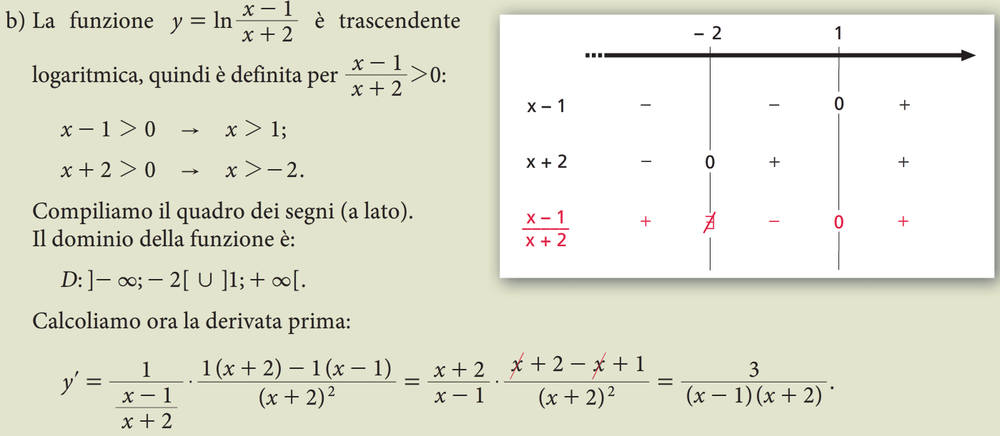 b) La funzione y = ln (x − 1)/(x + 2) è trascendente
logaritmica, quindi è definita per (x − 1)/(x + 2) > 0:
x − 1 > 0 → x > 1;
x + 2 > 0 → x > − 2.
Compiliamo il quadro dei segni (a lato).
Il dominio della funzione è:
D: ]− ∞; − 2[ ∪ ]1; + ∞[.
Calcoliamo ora la derivata prima:
y′ = 1/((x − 1)/(x + 2)) · (1(x + 2) − 1(x − 1))/(x + 2)² = (x + 2)/(x − 1) · (x + 2 − x + 1)/(x + 2)² = 3/((x − 1)(x + 2)).
− 2 1
x − 1 − − 0 +
x + 2 − 0 + +
(x − 1)/(x + 2) + ∄ − 0 +